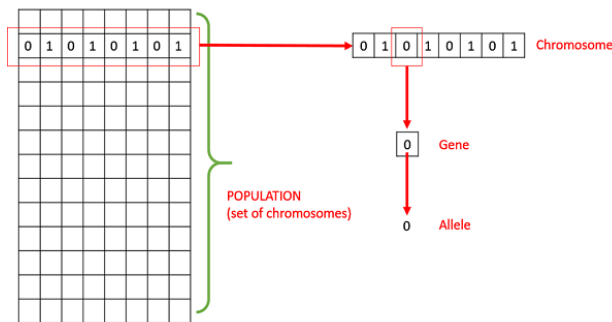 0 1 0 1 0 1 0 1
0 1 0 1 0 1 0 1 Chromosome
0 Gene
POPULATION
(set of chromosomes)
0 Allele